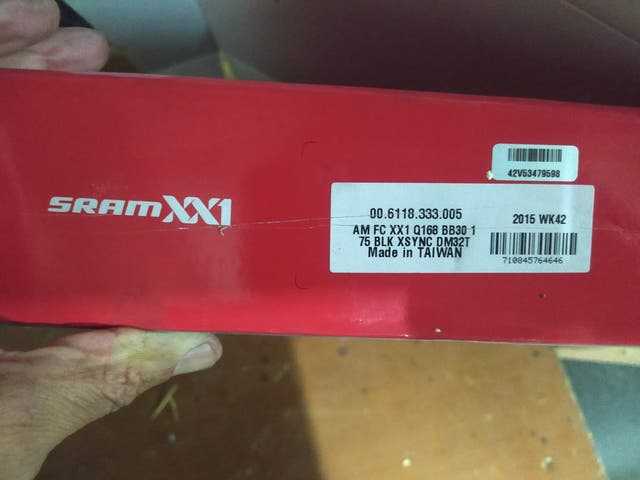 SRAM XX1
42V53479598
00.6118.333.005
2015 WK42
AM FC XX1 Q168 BB30 1
75 BLK XSYNC DM32T
Made in TAIWAN
710845764646